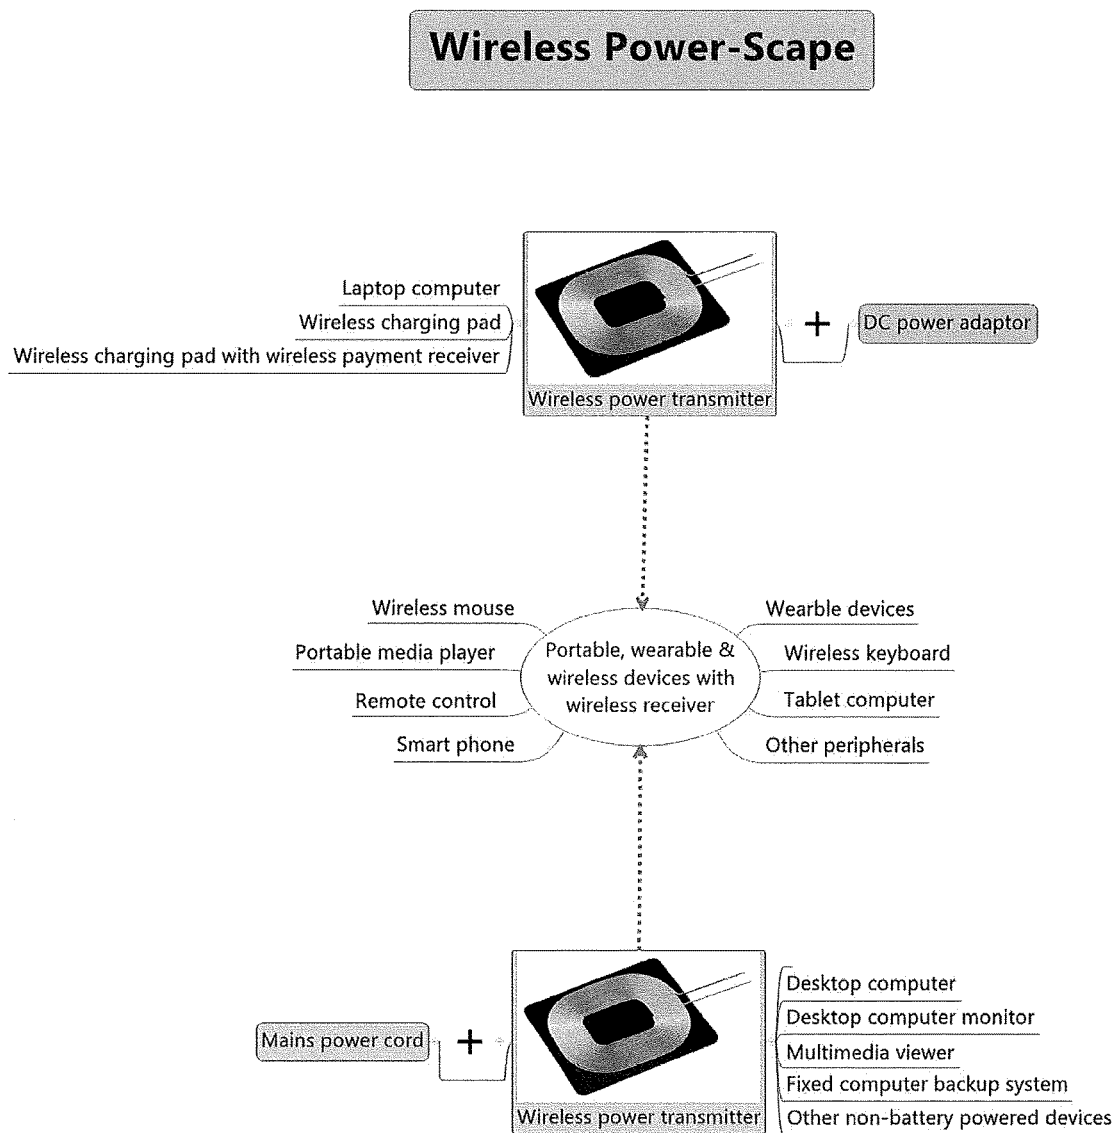 Wireless Power-Scape
Laptop computer
Wireless charging pad
Wireless charging pad with wireless payment receiver
+
DC power adaptor
Wireless power transmitter
Wireless mouse
Portable media player
Remote control
Smart phone
Portable, wearable &
wireless devices with
wireless receiver
Wearble devices
Wireless keyboard
Tablet computer
Other peripherals
Mains power cord
+
Wireless power transmitter
Desktop computer
Desktop computer monitor
Multimedia viewer
Fixed computer backup system
Other non-battery powered devices